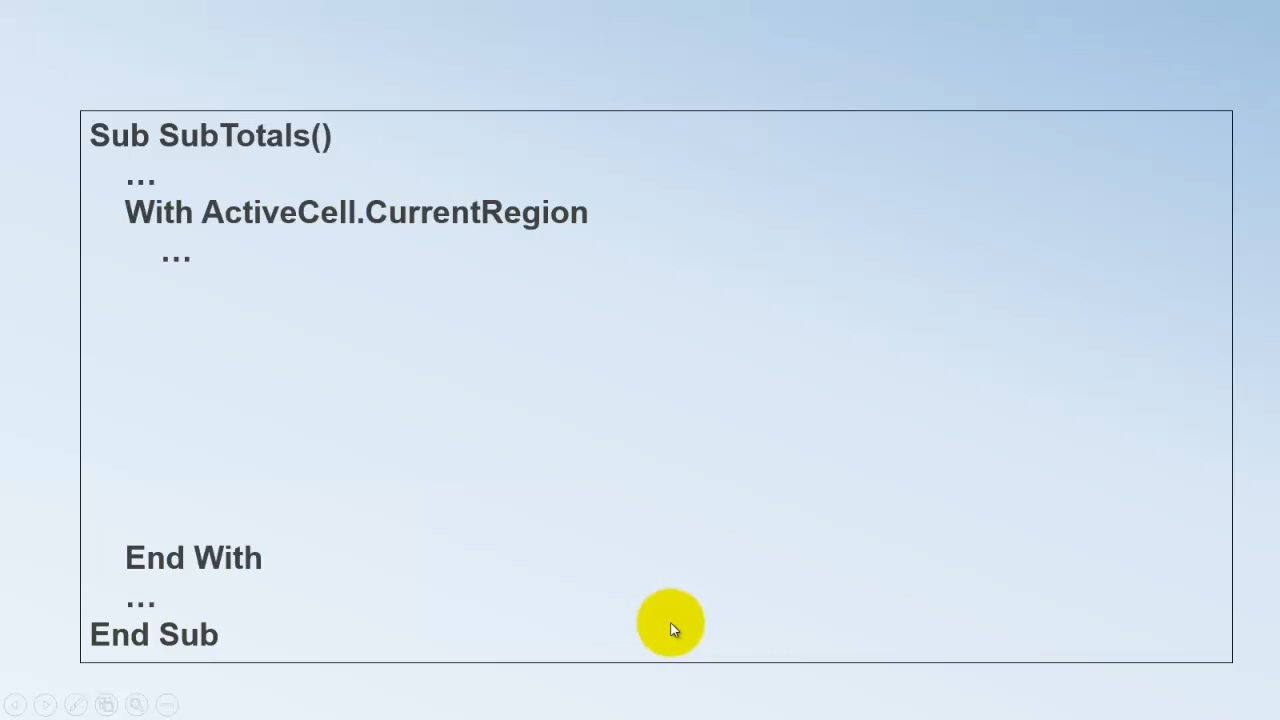 Sub SubTotals()
…
With ActiveCell.CurrentRegion
…
End With
…
End Sub